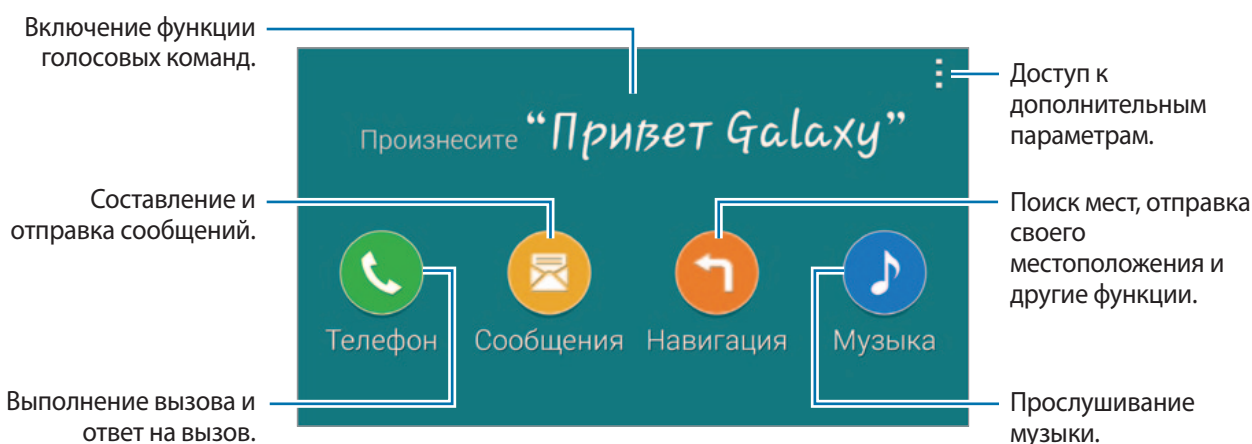 Включение функции
голосовых команд.
Доступ к
дополнительным
параметрам.
Произнесите “Привет Galaxy”
Составление и
отправка сообщений.
Поиск мест, отправка
своего
местоположения и
другие функции.
Телефон
Сообщения
Навигация
Музыка
Выполнение вызова и
ответ на вызов.
Прослушивание
музыки.